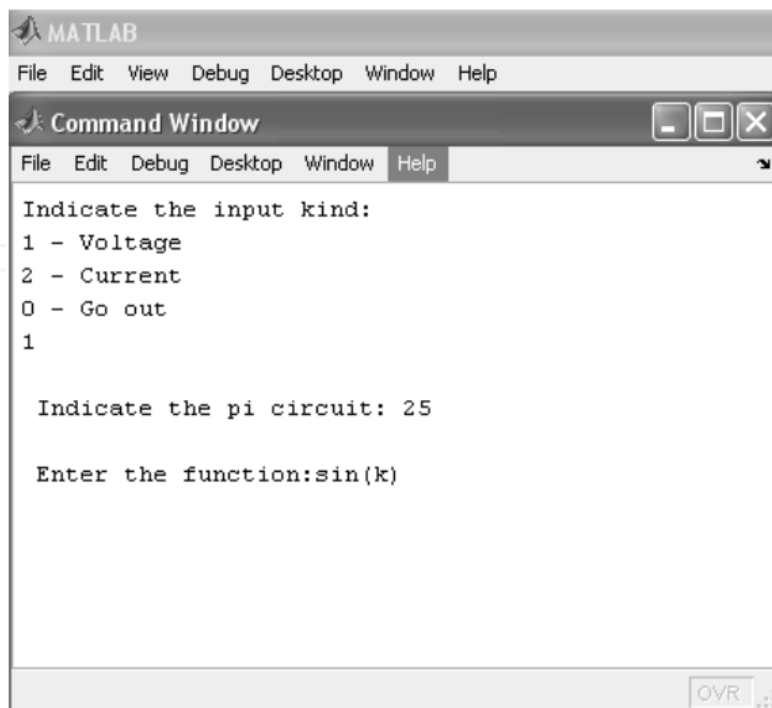 MATLAB
File Edit View Debug Desktop Window Help
Command Window
File Edit Debug Desktop Window Help
Indicate the input kind:
1 - Voltage
2 - Current
0 - Go out
1
Indicate the pi circuit: 25
Enter the function:sin(k)
OVR